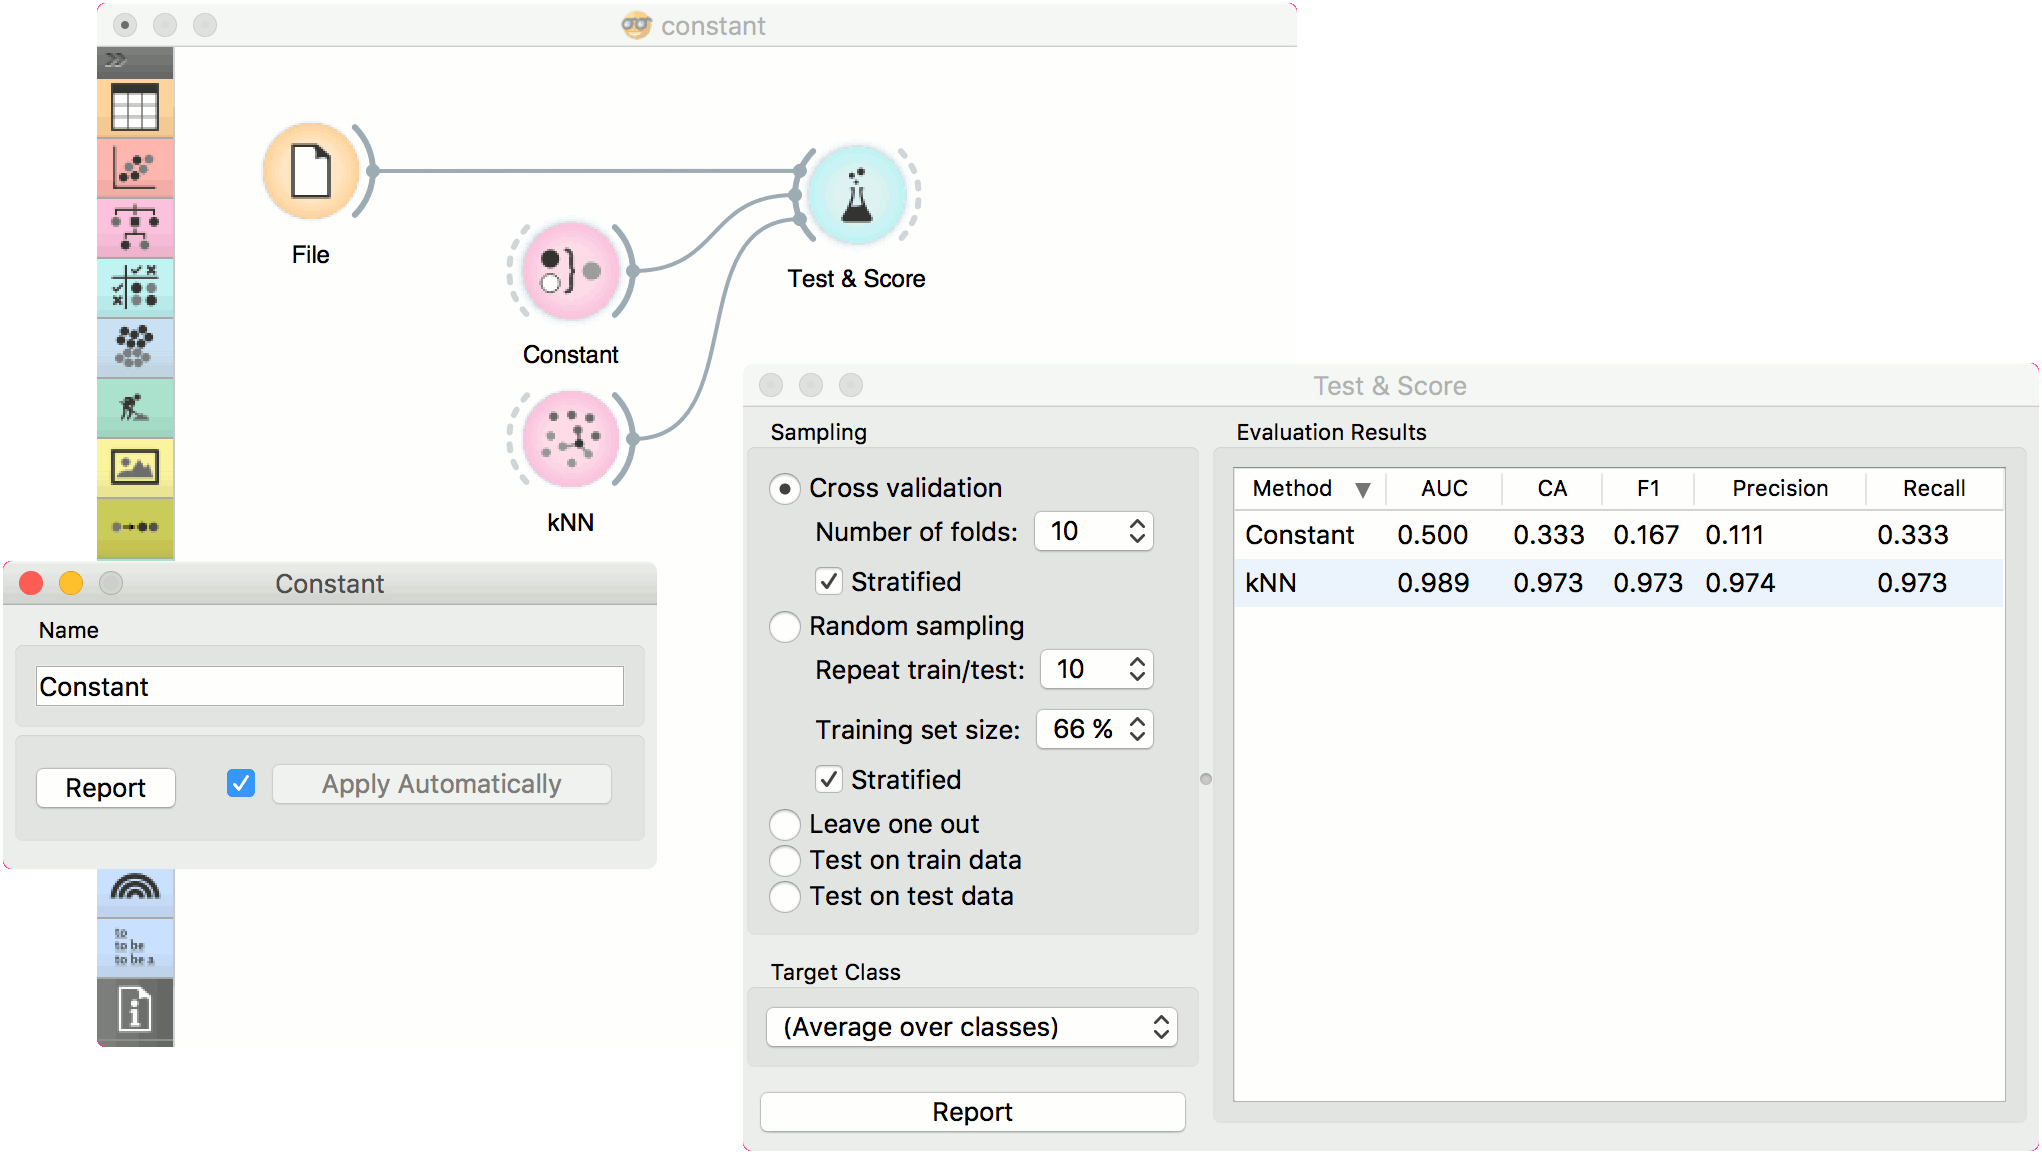 constant
File
Constant
kNN
Test & Score
to
to be
to be a
Constant
Name
Constant
Report
Apply Automatically
Test & Score
Sampling
Cross validation
Number of folds: 10
Stratified
Random sampling
Repeat train/test: 10
Training set size: 66 %
Stratified
Leave one out
Test on train data
Test on test data
Target Class
(Average over classes)
Report
Evaluation Results
Method AUC CA F1 Precision Recall
Constant 0.500 0.333 0.167 0.111 0.333
kNN 0.989 0.973 0.973 0.974 0.973